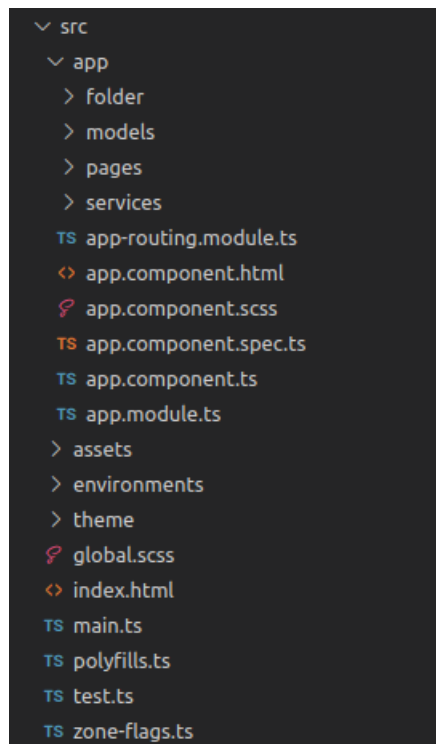 src
app
folder
models
pages
services
TS app-routing.module.ts
<> app.component.html
app.component.scss
TS app.component.spec.ts
TS app.component.ts
TS app.module.ts
assets
environments
theme
global.scss
<> index.html
TS main.ts
TS polyfills.ts
TS test.ts
TS zone-flags.ts